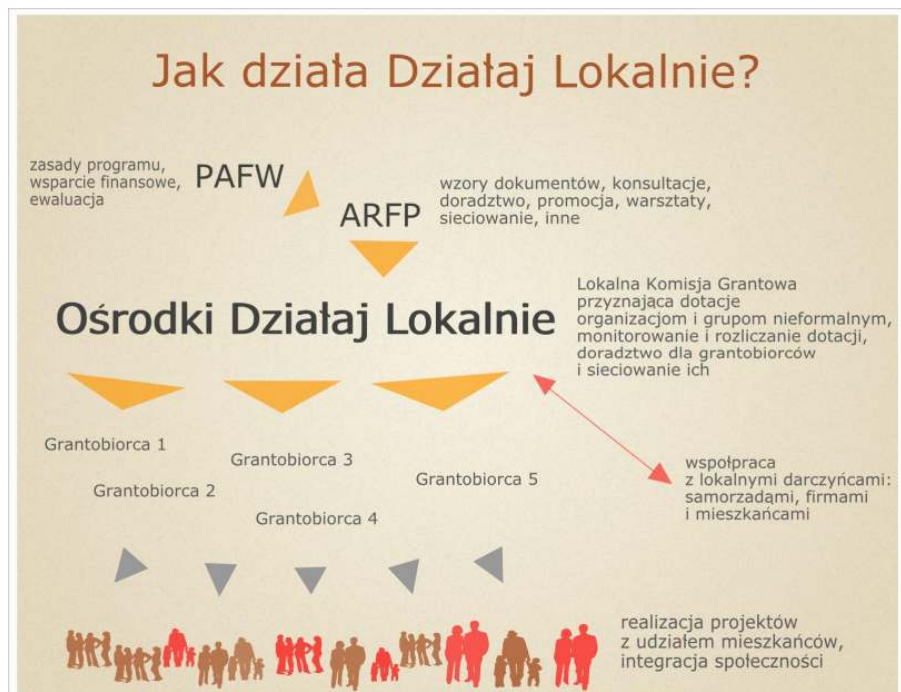 Jak działa Działaj Lokalnie?
zasady programu,
wsparcie finansowe,
ewaluacja
PAFW
ARFP
wzory dokumentów, konsultacje,
doradztwo, promocja, warsztaty,
sieciowanie, inne
Ośrodki Działaj Lokalnie
Lokalna Komisja Grantowa
przyznająca dotacje
organizacjom i grupom nieformalnym,
monitorowanie i rozliczanie dotacji,
doradztwo dla grantobiorców
i sieciowanie ich
Grantobiorca 1
Grantobiorca 2
Grantobiorca 3
Grantobiorca 4
Grantobiorca 5
wspołpraca
z lokalnymi darczyńcami:
samorzadámi, firmami
i mieszkańcami
realizacja projektów
z udziałem mieszkańców,
integracja społeczności